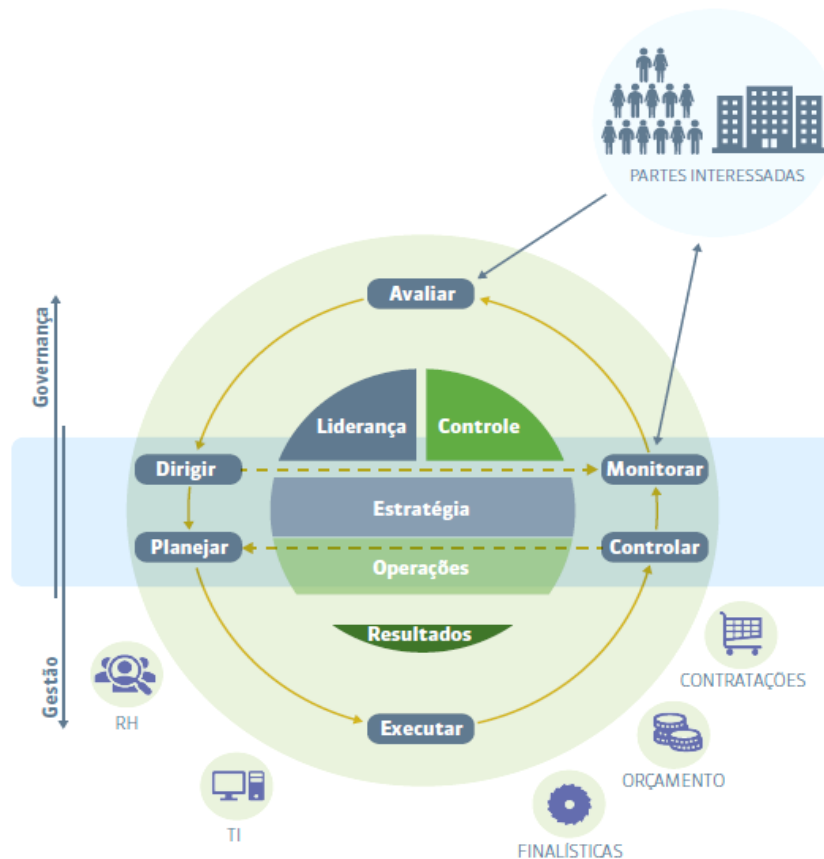 PARTES INTERESSADAS
Avaliar
Governança
Liderança
Controle
Dirigir
Monitorar
Estratégia
Planejar
Controlar
Operações
Resultados
Gestão
RH
CONTRATAÇÕES
Executar
ORÇAMENTO
TI
FINALÍSTICAS